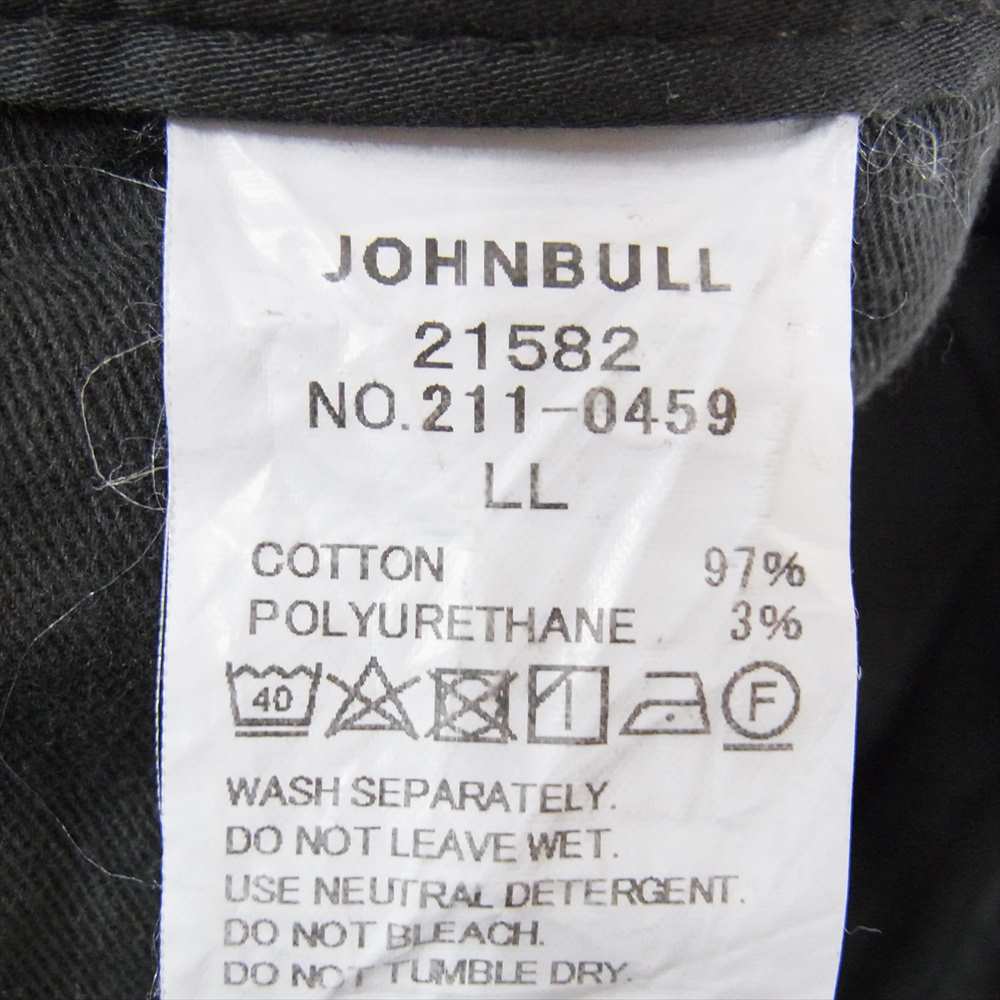 JOHNBULL
21582
NO.211-0459
LL
COTTON 97%
POLYURETHANE 3%
40 F
WASH SEPARATELY.
DO NOT LEAVE WET.
USE NEUTRAL DETERGENT.
DO NOT BLEACH.
DO NOT TUMBLE DRY.